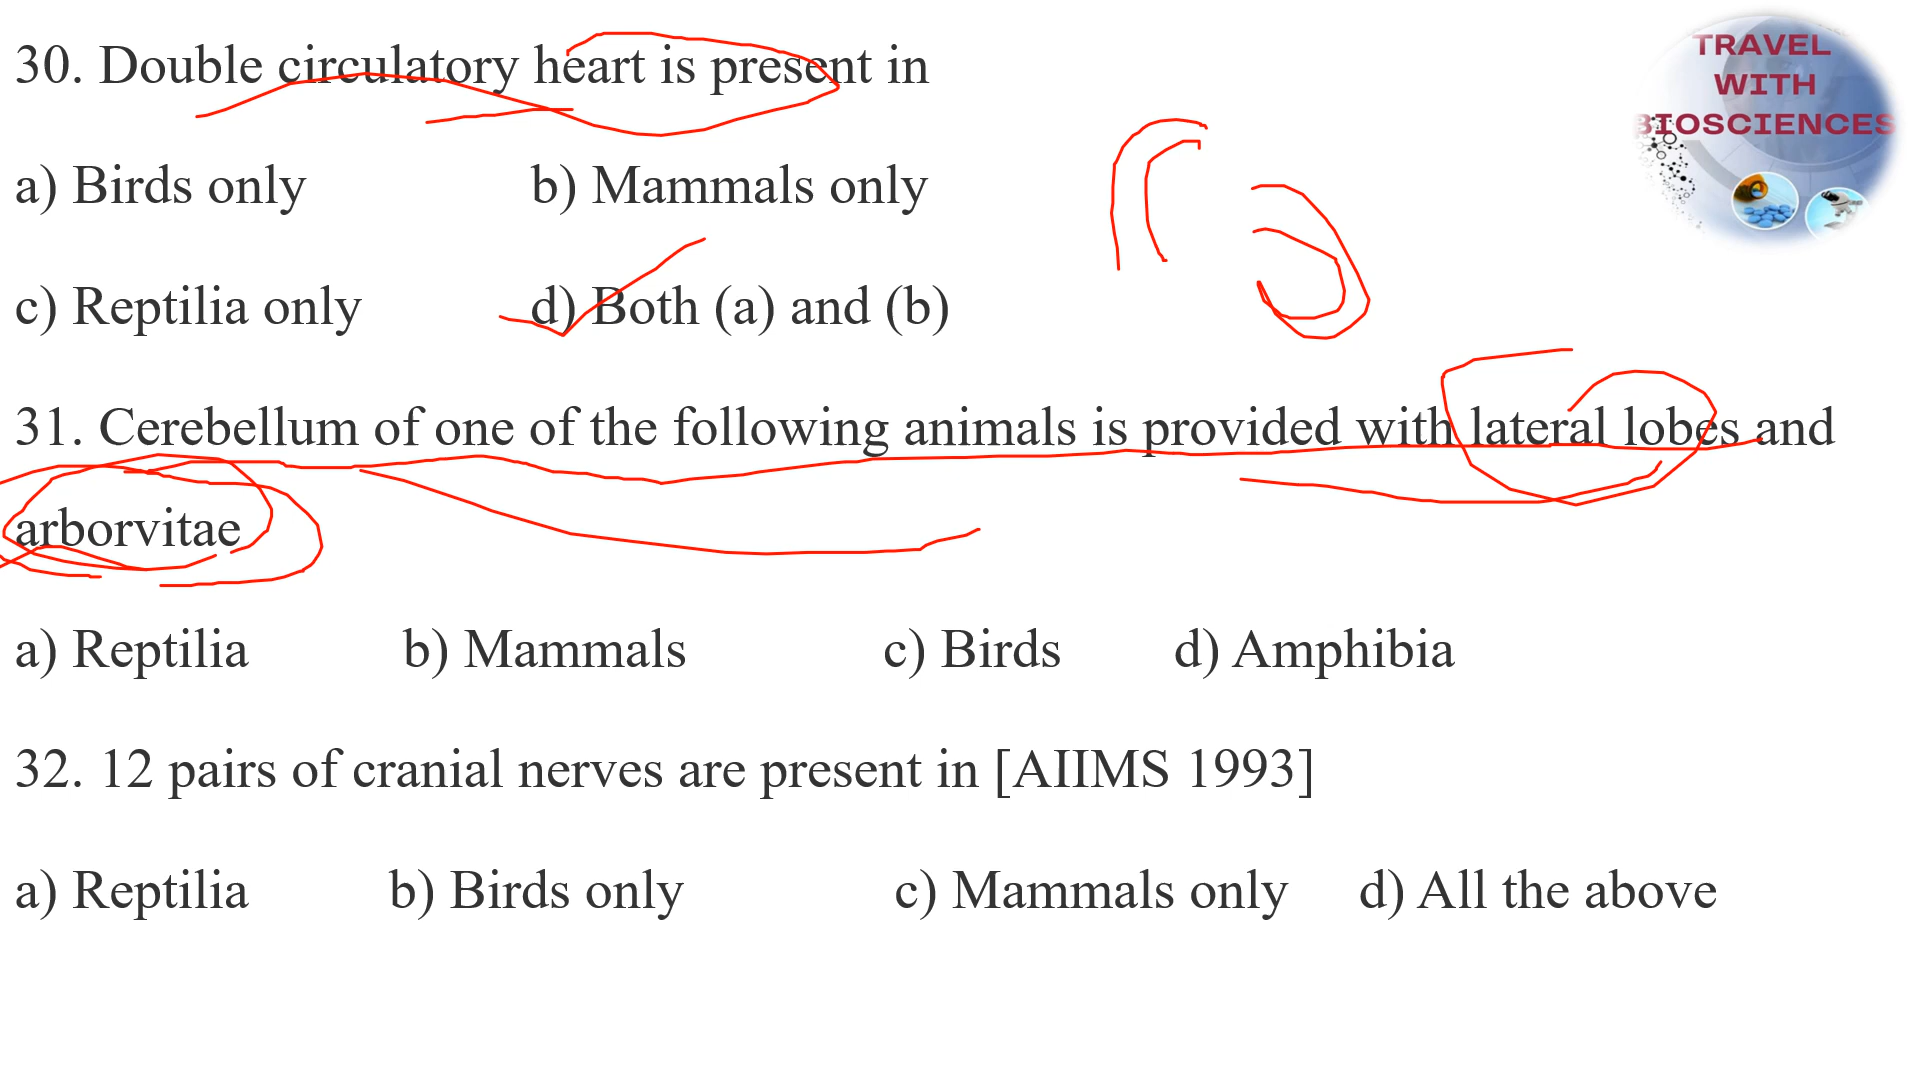 30. Double circulatory heart is present in
a) Birds only b) Mammals only
c) Reptilia only d) Both (a) and (b)
31. Cerebellum of one of the following animals is provided with lateral lobes and
arborvitae
a) Reptilia b) Mammals c) Birds d) Amphibia
32. 12 pairs of cranial nerves are present in [AIIMS 1993]
a) Reptilia b) Birds only c) Mammals only d) All the above
TRAVEL
WITH
BIOSCIENCES